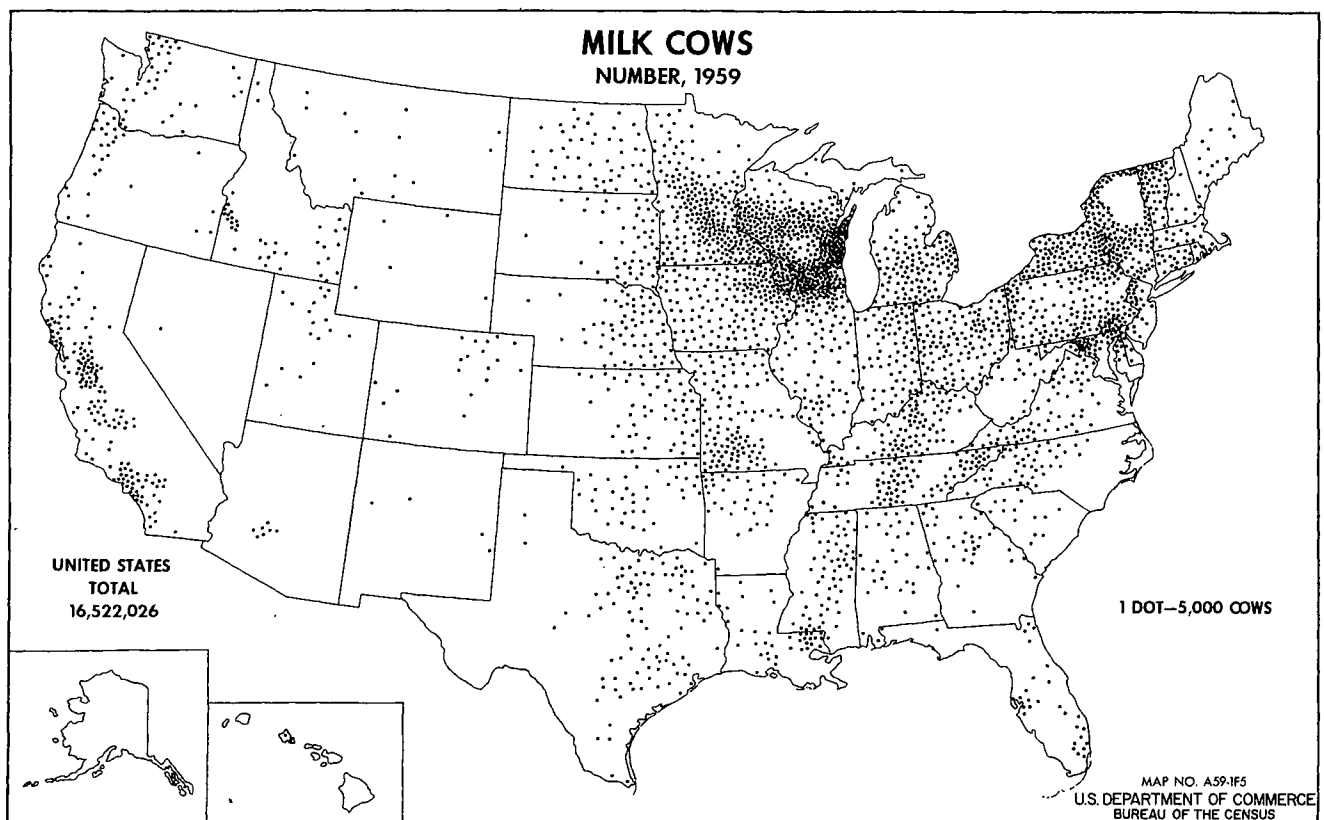 MILK COWS
NUMBER, 1959
UNITED STATES
TOTAL
16,522,026
1 DOT—5,000 COWS
MAP NO. A59-1F5
U.S. DEPARTMENT OF COMMERCE
BUREAU OF THE CENSUS